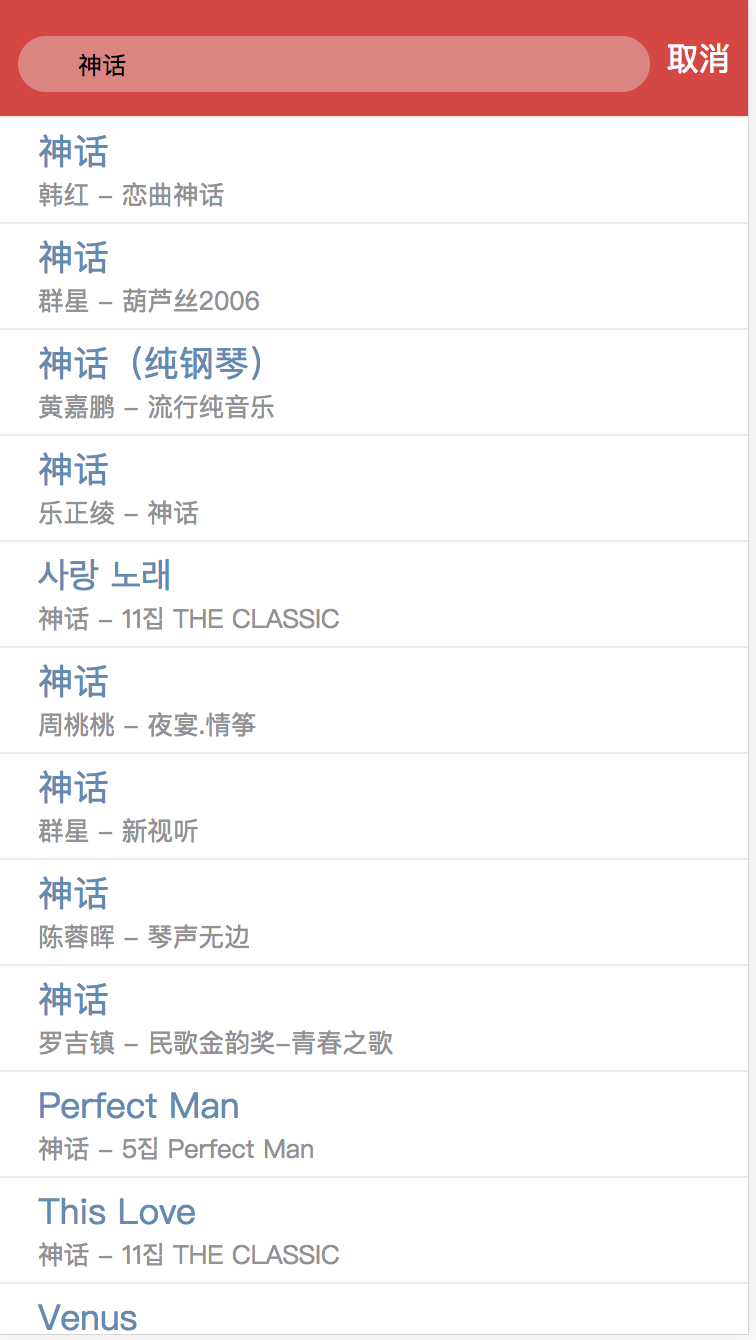 神话
取消
神话
韩红 – 恋曲神话
神话
群星 – 葫芦丝2006
神话（纯钢琴）
黄嘉鹏 – 流行纯音乐
神话
乐正绫 – 神话
사랑 노래
神话 – 11집 THE CLASSIC
神话
周桃桃 – 夜宴.情筝
神话
群星 – 新视听
神话
陈蓉晖 – 琴声无边
神话
罗吉镇 – 民歌金韵奖–青春之歌
Perfect Man
神话 – 5집 Perfect Man
This Love
神话 – 11집 THE CLASSIC
Venus